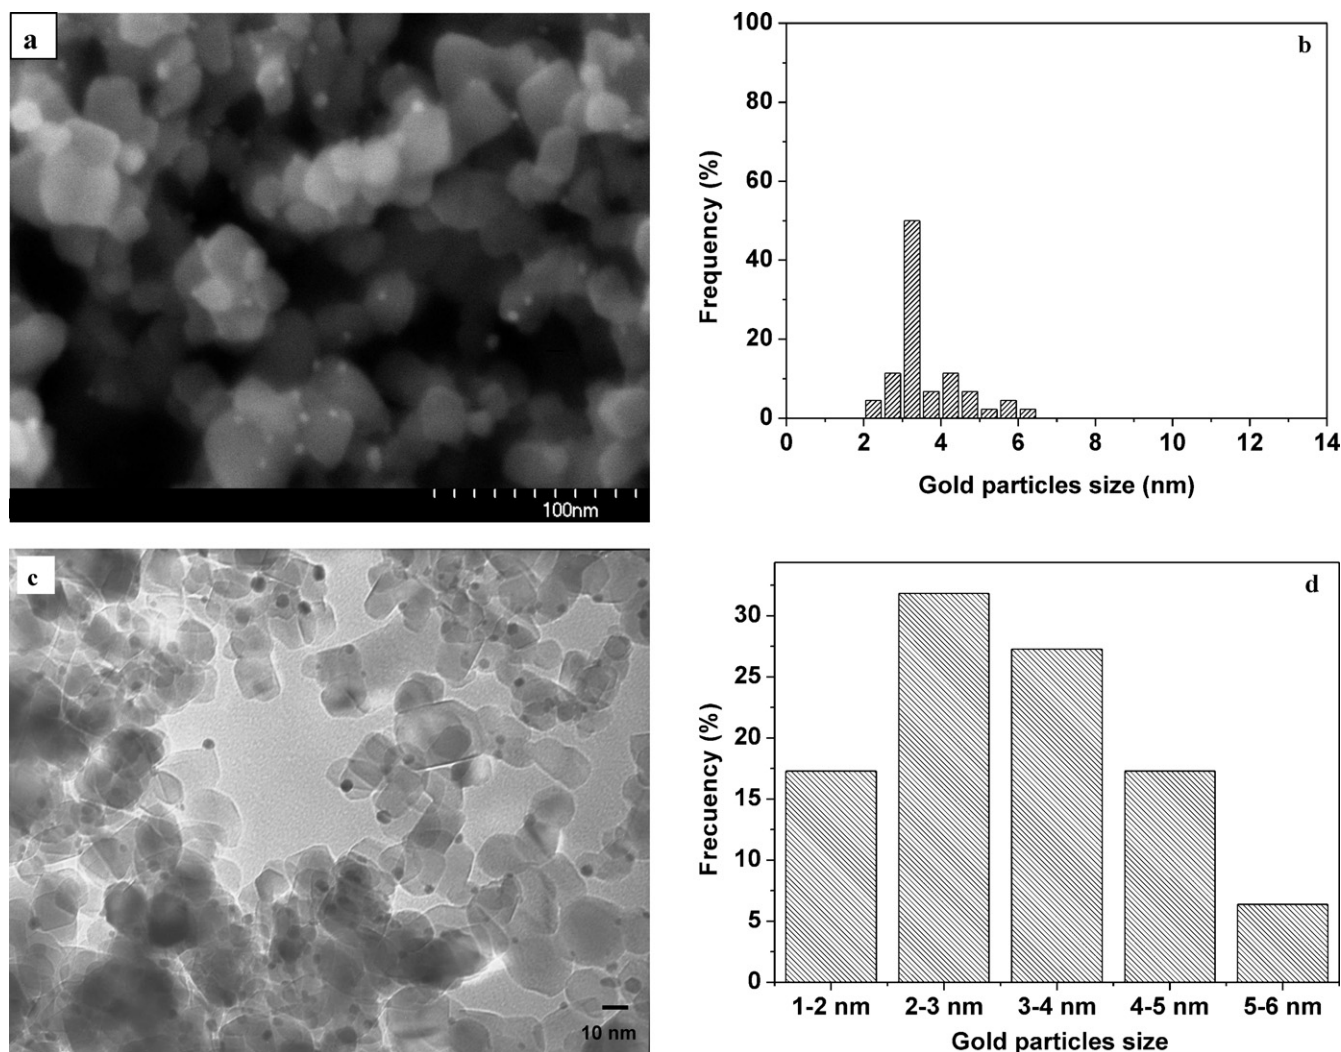 a
100nm
b
100
80
60
40
20
0
Frequency (%)
0 2 4 6 8 10 12 14
Gold particles size (nm)
c
10 nm
d
30
25
20
15
10
5
0
Frecuency (%)
1-2 nm 2-3 nm 3-4 nm 4-5 nm 5-6 nm
Gold particles size